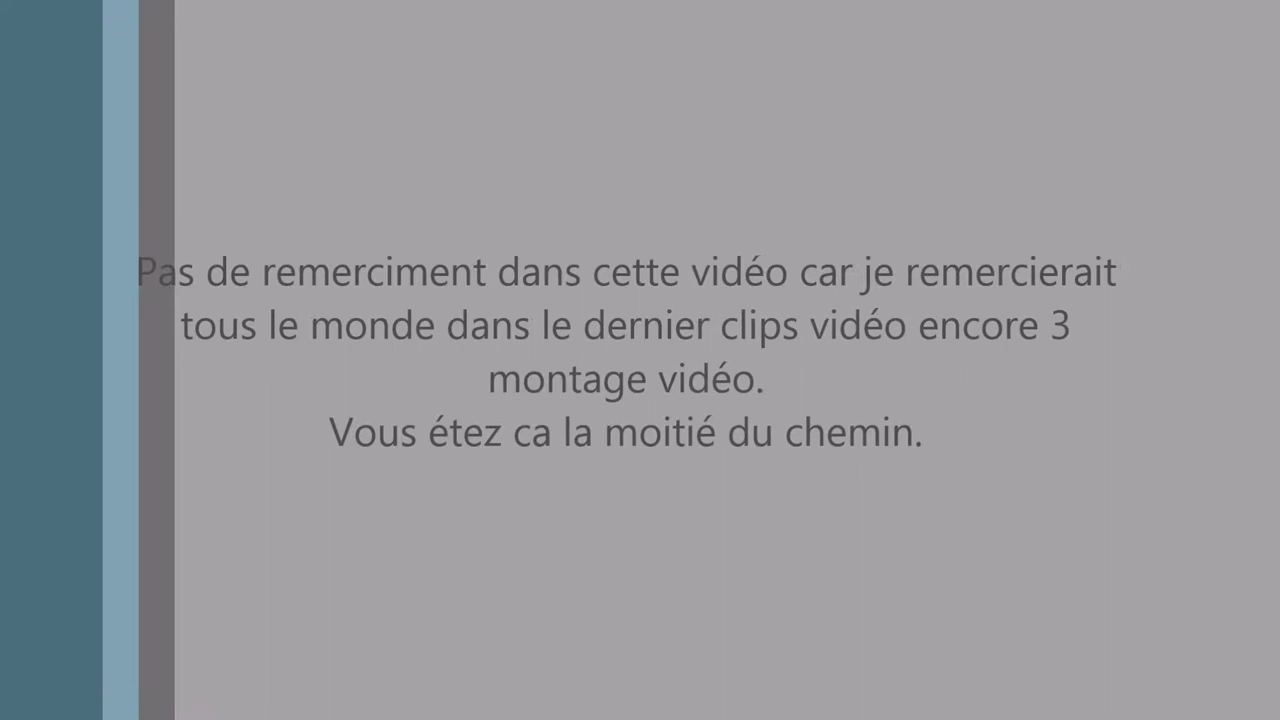 Pas de remerciment dans cette vidéo car je remercierait
tous le monde dans le dernier clips vidéo encore 3
montage vidéo.
Vous étez ca la moitié du chemin.